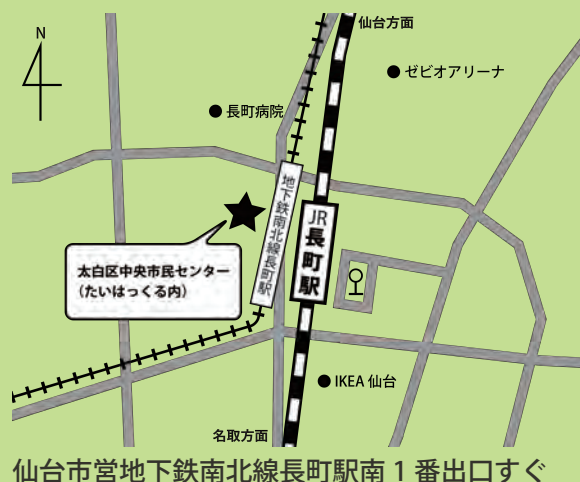 N
仙台方面
ゼビオアリーナ
長町病院
地下鉄南北線長町駅
JR
長町駅
太白区中央市民センター
(たいはっくる内)
IKEA 仙台
名取方面
仙台市営地下鉄南北線長町駅南 1 番出口すぐ